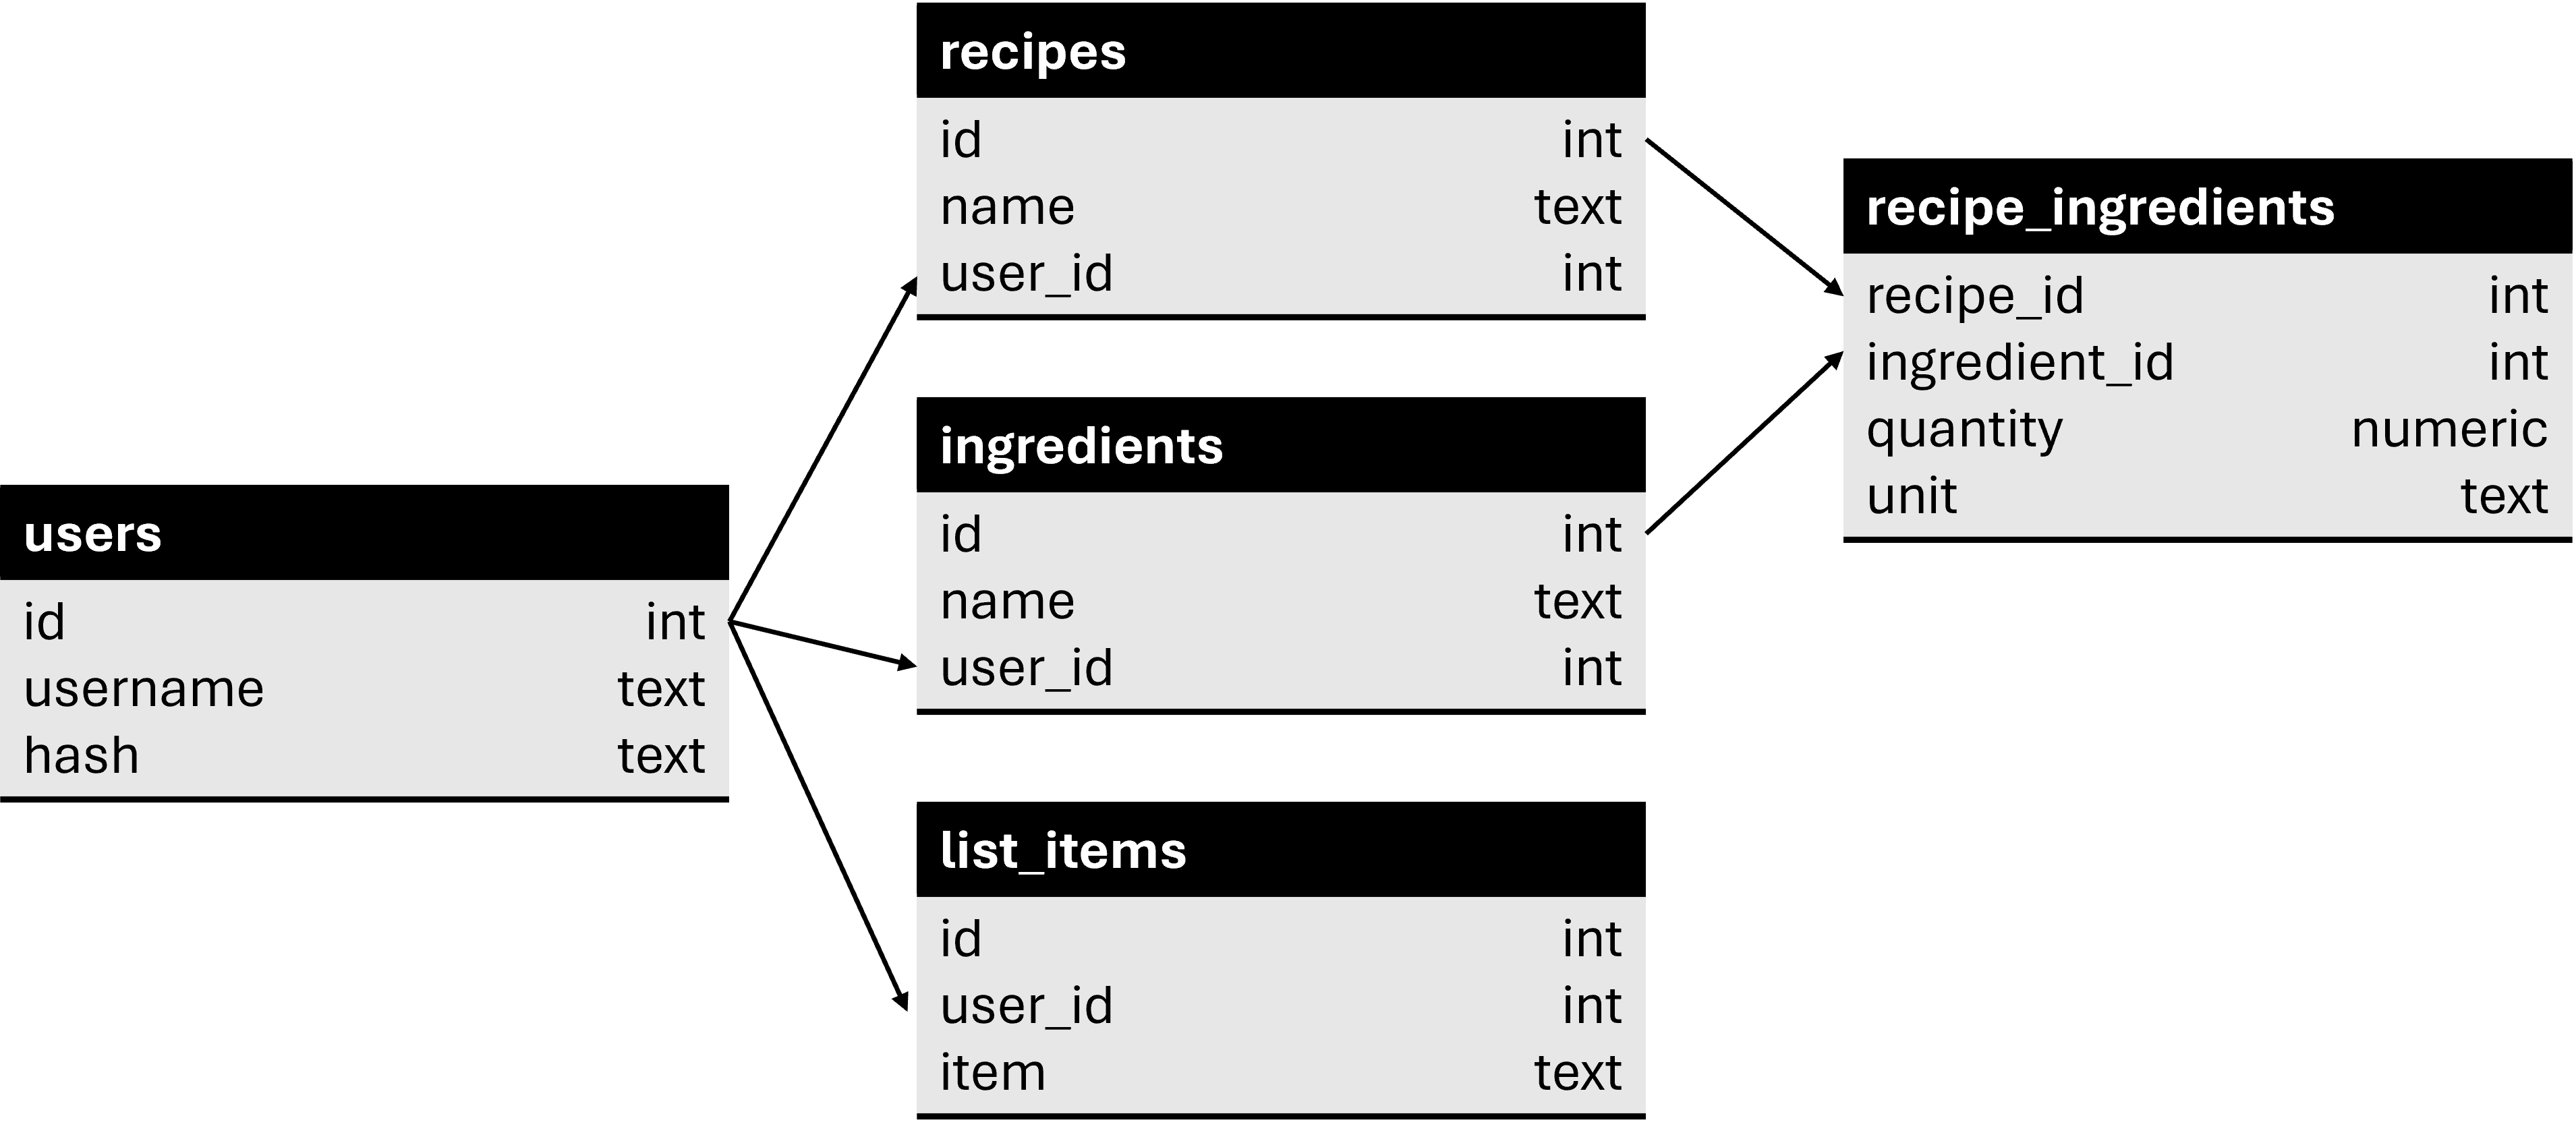 users
id int
username text
hash text
recipes
id int
name text
user_id int
ingredients
id int
name text
user_id int
list_items
id int
user_id int
item text
recipe_ingredients
recipe_id int
ingredient_id int
quantity numeric
unit text